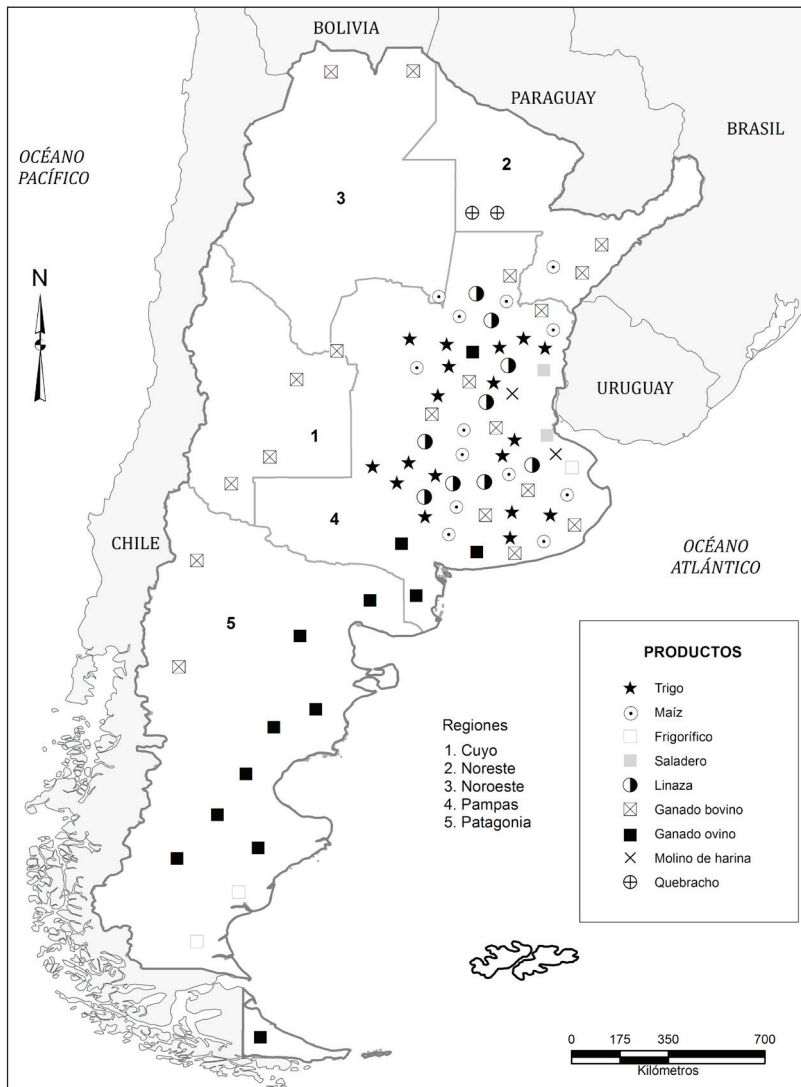 BOLIVIA
PARAGUAY
BRASIL
OCÉANO
PACÍFICO
2
3
N
URUGUAY
1
4
CHILE
OCÉANO
ATLÁNTICO
5
Regiones
1. Cuyo
2. Noreste
3. Noroeste
4. Pampas
5. Patagonia
PRODUCTOS
Trigo
Maíz
Frigorífico
Saladero
Linaza
Ganado bovino
Ganado ovino
Molino de harina
Quebracho
0 175 350 700
Kilómetros